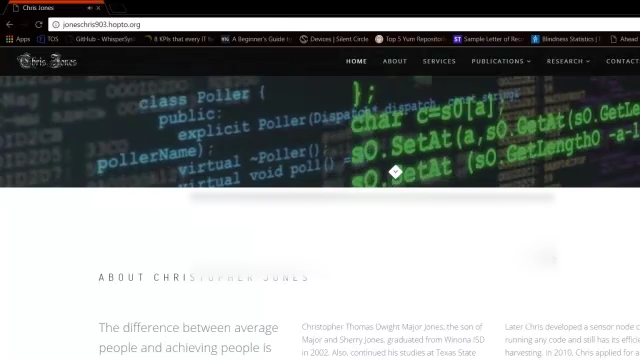 Chris Jones
joneschris903.hopto.org
Apps TOS GitHub - WhisperSys 8 KPIs that every IT A Beginner's Guide to Devices | Silent Circle Top 5 Yum Repositori Sample Letter of Req Blindness Statistics | Ahead
Chris Jones HOME ABOUT SERVICES PUBLICATIONS RESEARCH CONTACT
class Poller {
public:
explicit Poller(Dispatch
pollerName);
virtual ~Poller();
virtual void poll() =
};
char c=s0[a];
s0.SetAt(a,s0.GetAt(s0.GetLe
s0.SetAt (s0.GetLength0 -a-1
ABOUT CHRISTOPHER JONES
The difference between average
people and achieving people is
Christopher Thomas Dwight Major Jones, the son of
Major and Sherry Jones, graduated from Winona ISD
in 2002. Also, continued his studies at Texas State
Later Chris developed a sensor node c
running any code and still has its effici
harvesting. In 2010, Chris applied for